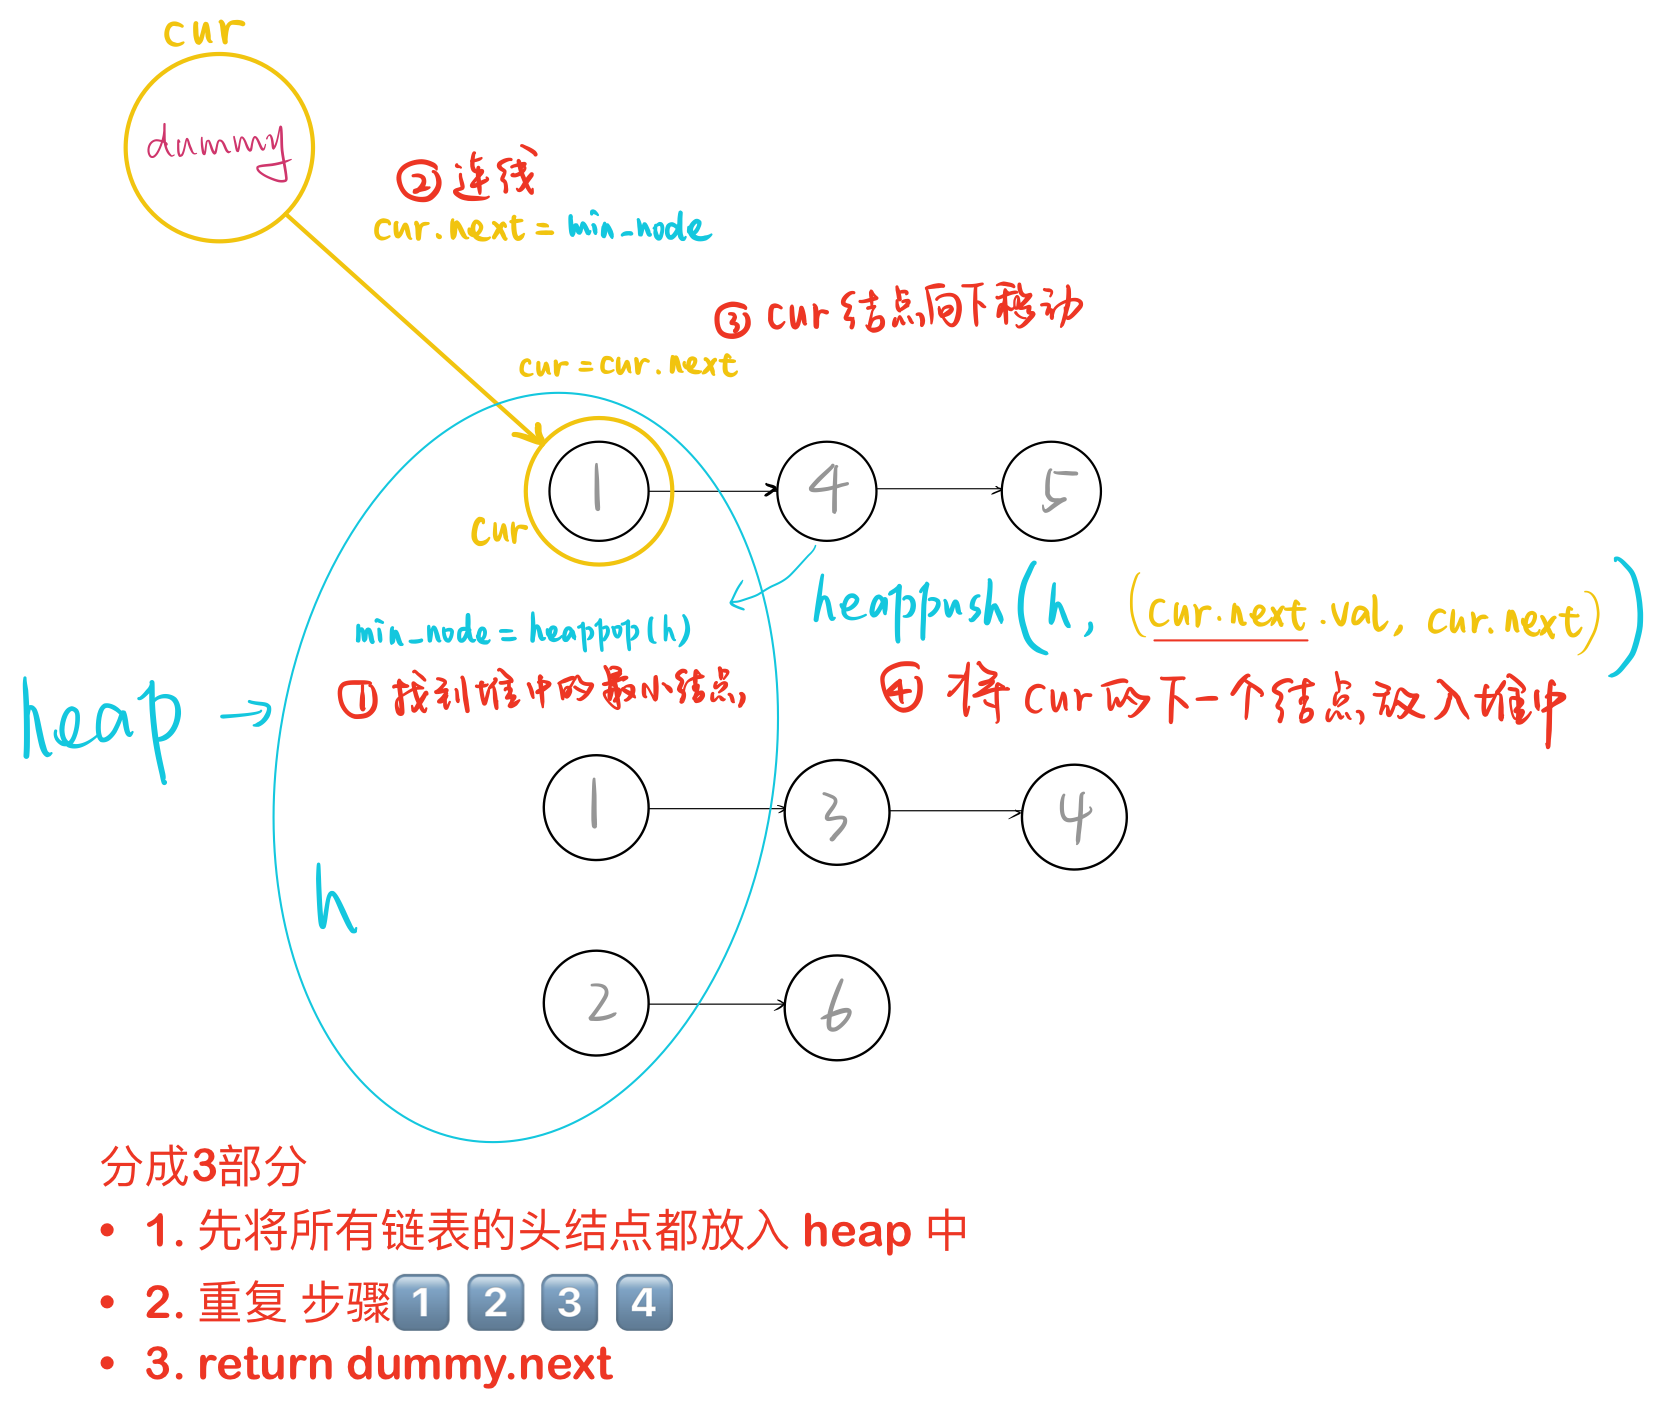 cur
dummy
② 连线
cur.next = min_node
③ cur 结点向下移动
cur = cur.next
1 4 5
cur
heappush(h, (cur.next.val, cur.next))
min_node = heappop(h)
① 找到堆中的最小结点,
④ 将 cur 的下一个结点放入堆中
heap →
1 3 4
h
2 6
分成3部分
• 1. 先将所有链表的头结点都放入 heap 中
• 2. 重复 步骤1️⃣ 2️⃣ 3️⃣ 4️⃣
• 3. return dummy.next